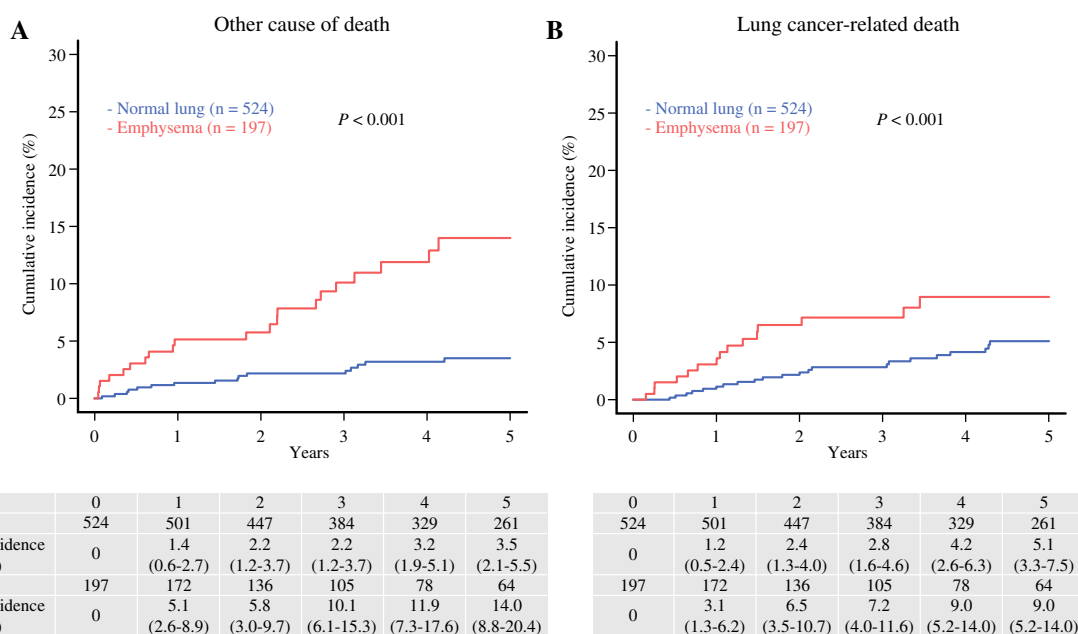 A
Other cause of death
30
25
20
15
10
5
0
Cumulative incidence (%)
- Normal lung (n = 524)
- Emphysema (n = 197)
P < 0.001
0 1 2 3 4 5
Years
B
Lung cancer-related death
30
25
20
15
10
5
0
Cumulative incidence (%)
- Normal lung (n = 524)
- Emphysema (n = 197)
P < 0.001
0 1 2 3 4 5
Years
0 1 2 3 4 5
524 501 447 384 329 261
idence 0 1.4 2.2 2.2 3.2 3.5
) (0.6-2.7) (1.2-3.7) (1.2-3.7) (1.9-5.1) (2.1-5.5)
197 172 136 105 78 64
idence 0 5.1 5.8 10.1 11.9 14.0
) (2.6-8.9) (3.0-9.7) (6.1-15.3) (7.3-17.6) (8.8-20.4)
0 1 2 3 4 5
524 501 447 384 329 261
0 1.2 2.4 2.8 4.2 5.1
(0.5-2.4) (1.3-4.0) (1.6-4.6) (2.6-6.3) (3.3-7.5)
197 172 136 105 78 64
0 3.1 6.5 7.2 9.0 9.0
(1.3-6.2) (3.5-10.7) (4.0-11.6) (5.2-14.0) (5.2-14.0)